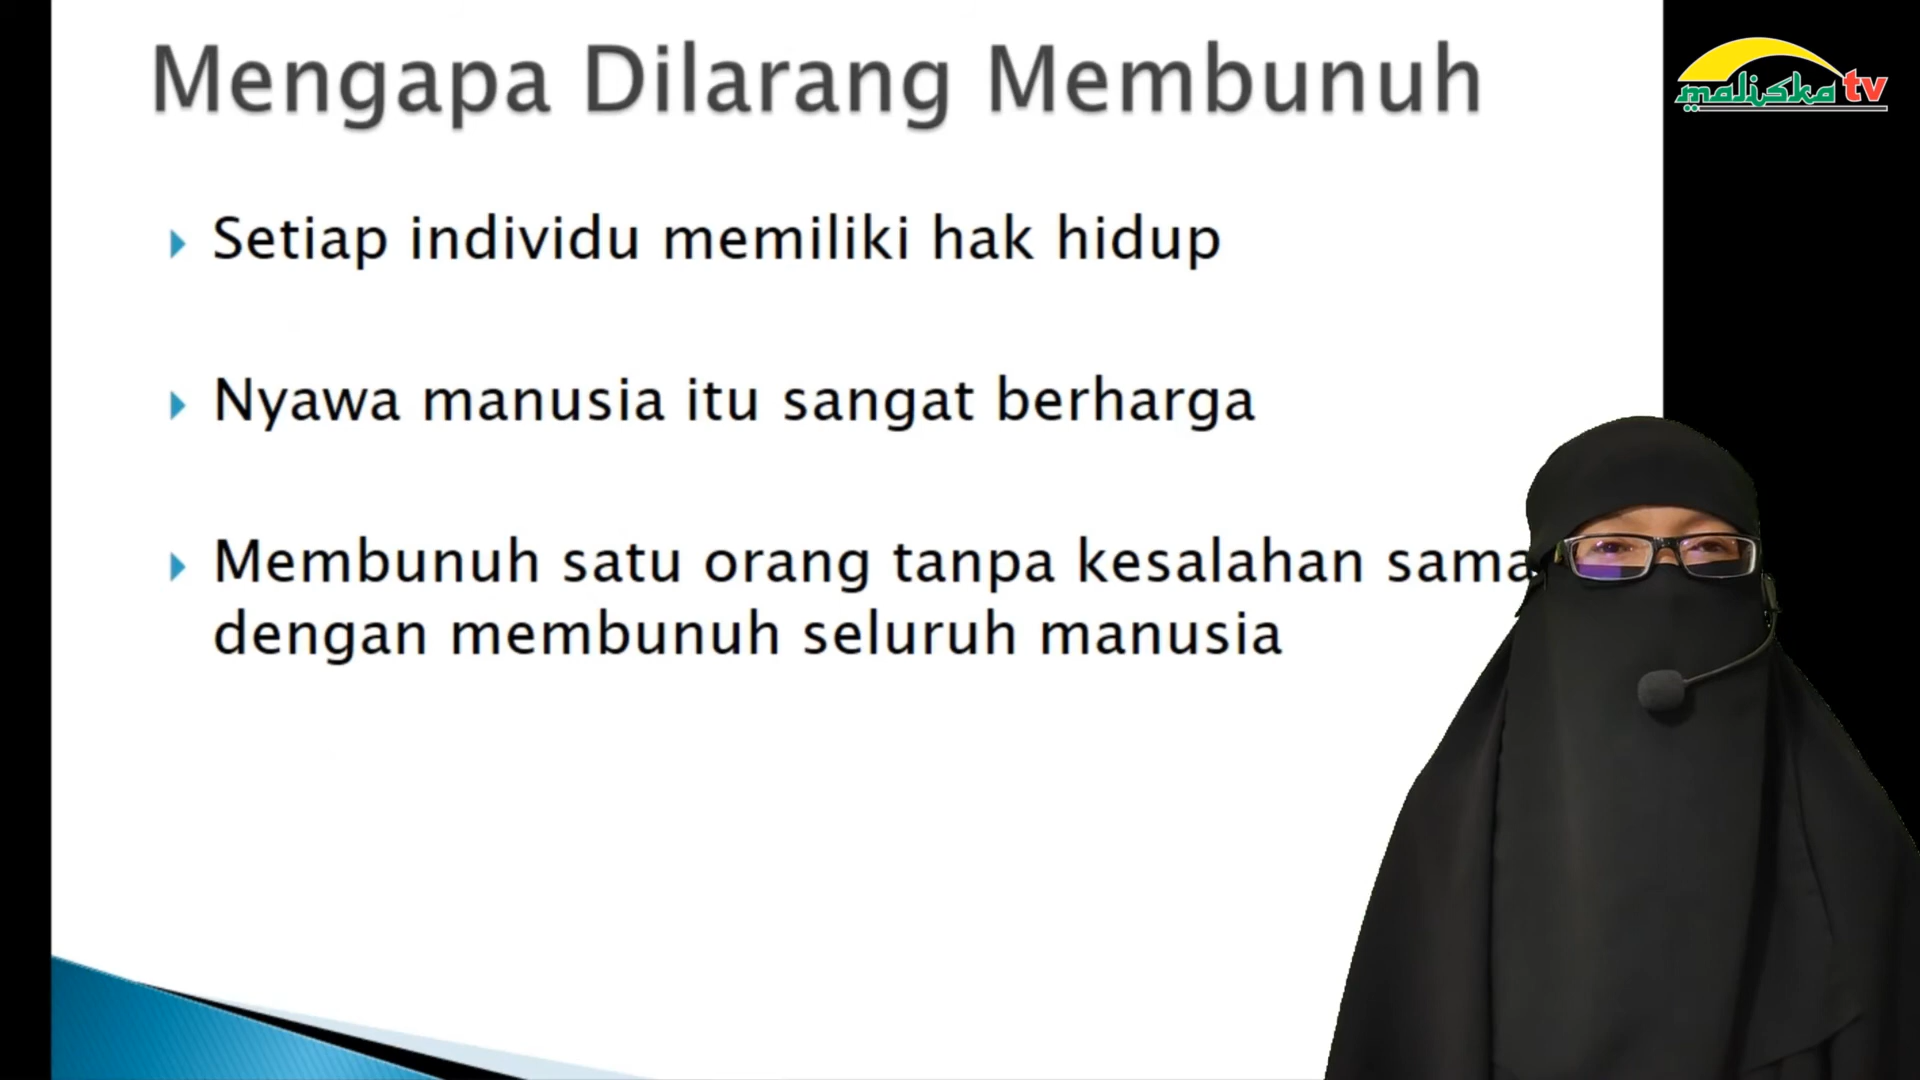 Mengapa Dilarang Membunuh
maliska tv
Setiap individu memiliki hak hidup
Nyawa manusia itu sangat berharga
Membunuh satu orang tanpa kesalahan sama
dengan membunuh seluruh manusia